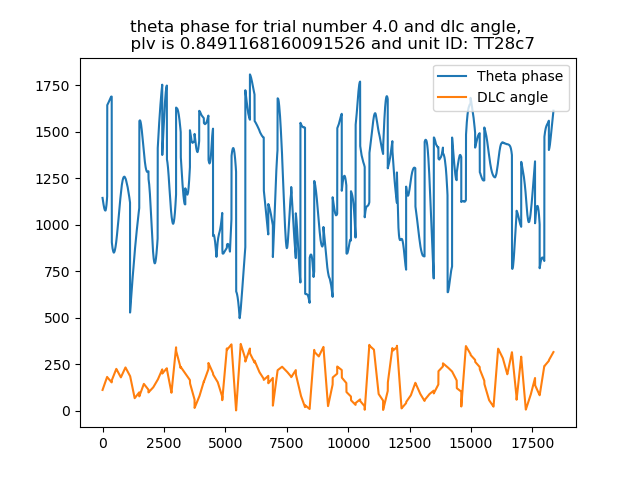 theta phase for trial number 4.0 and dlc angle,
plv is 0.8491168160091526 and unit ID: TT28c7
Theta phase
DLC angle
1750
1500
1250
1000
750
500
250
0
0 2500 5000 7500 10000 12500 15000 17500